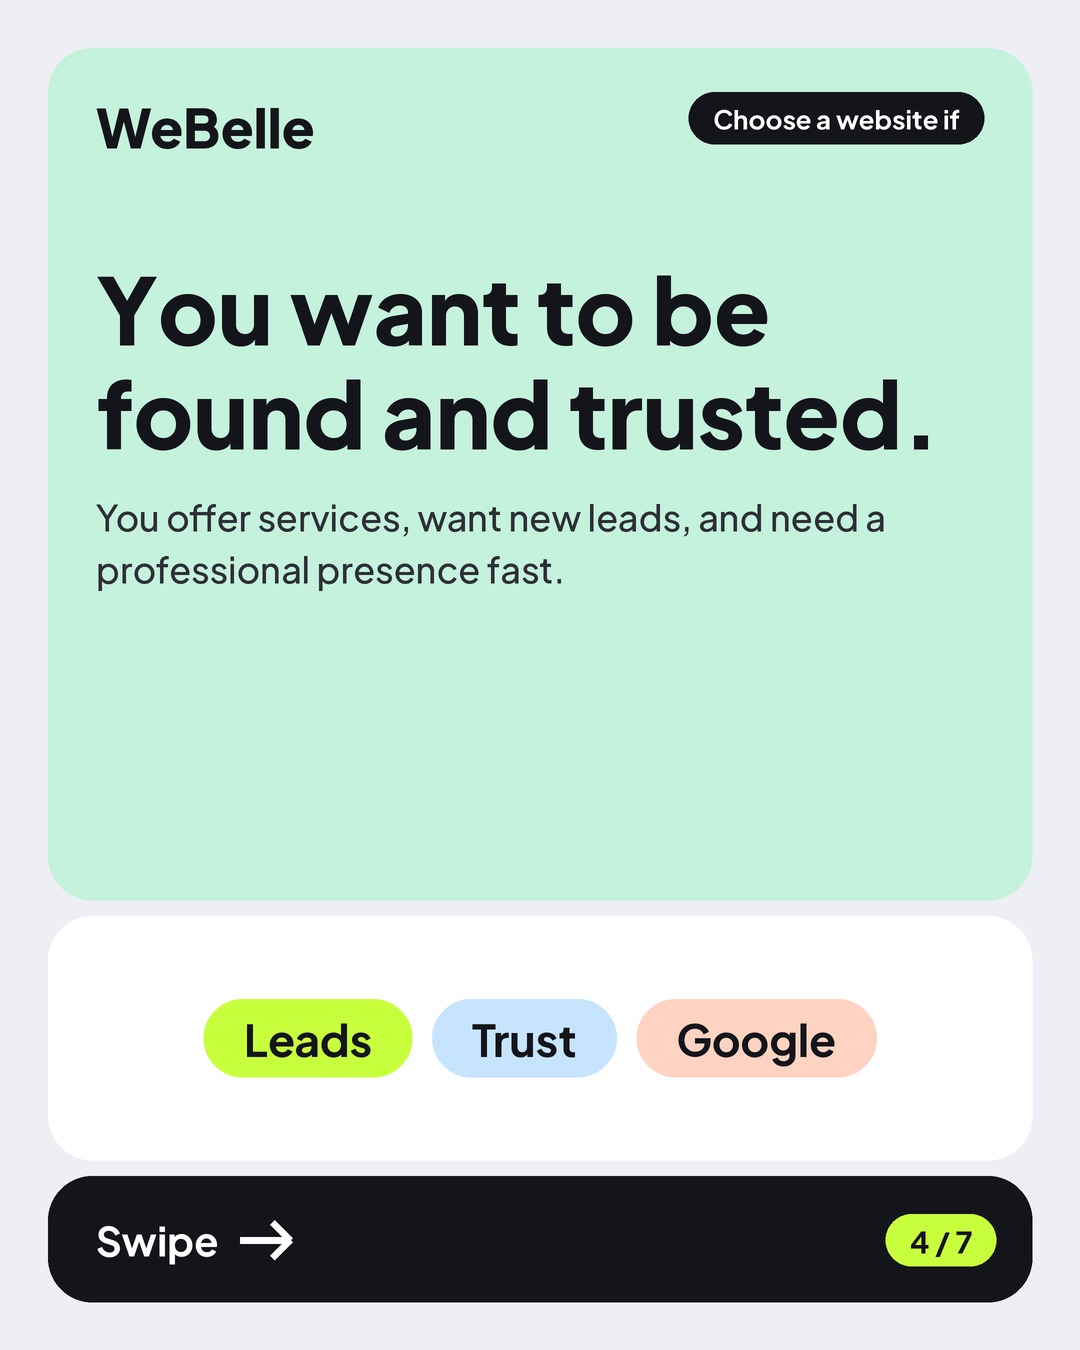 WeBelle
Choose a website if
You want to be
found and trusted.
You offer services, want new leads, and need a
professional presence fast.
Leads
Trust
Google
Swipe →
4 / 7